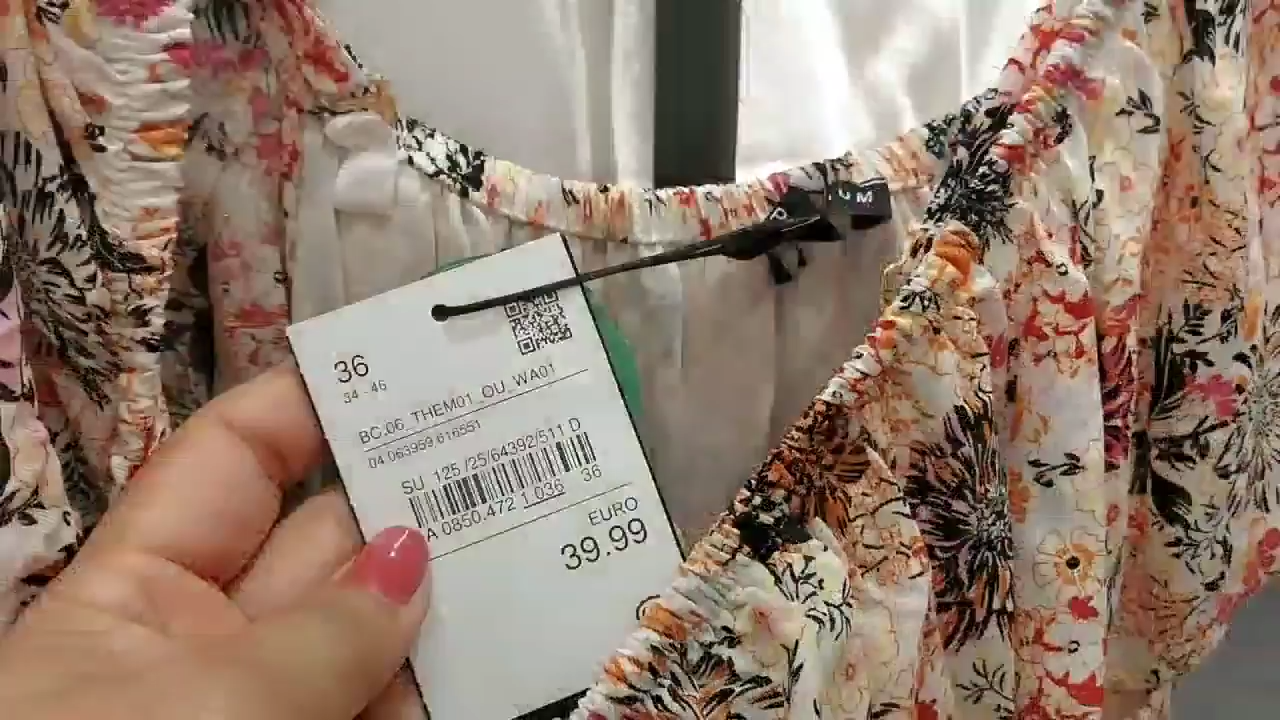 36
34 - 46
BC.06_THEM01_OU_WA01
04 063959 616551
SU 125 /25/64392/511 D
A 0850.472 1.036 36
EURO
39.99
M